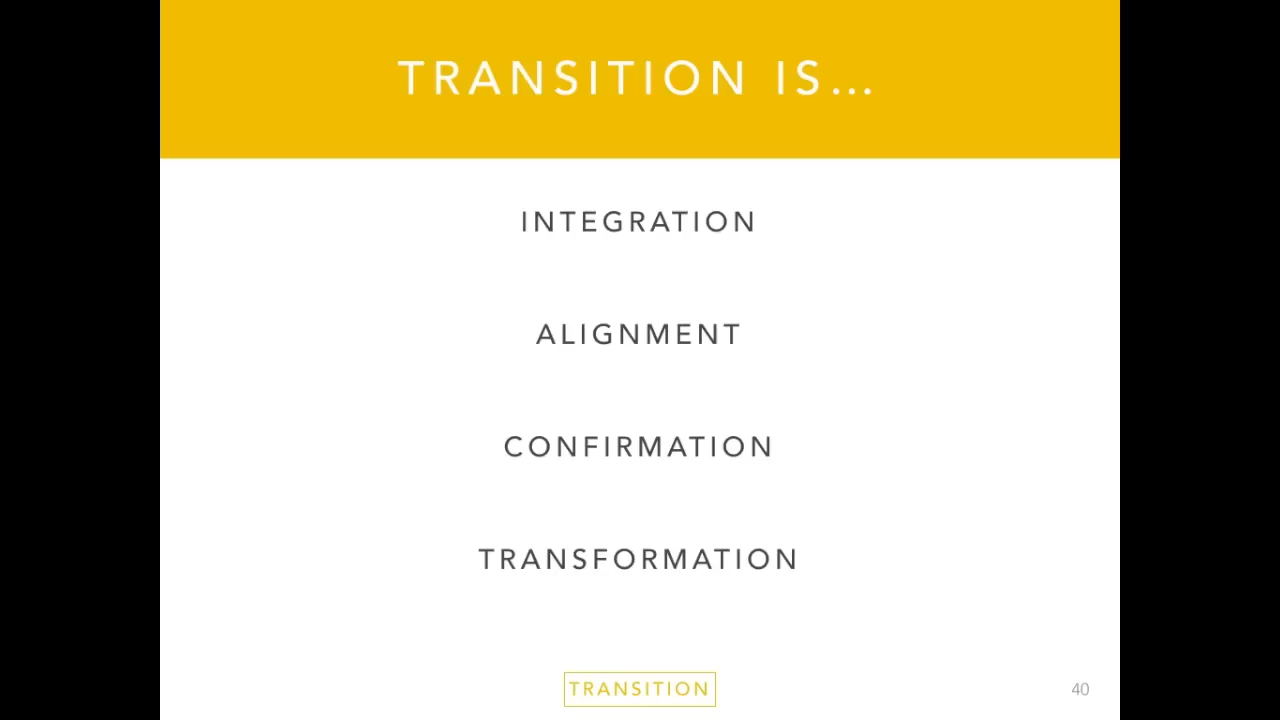 TRANSITION IS...
INTEGRATION
ALIGNMENT
CONFIRMATION
TRANSFORMATION
TRANSITION
40